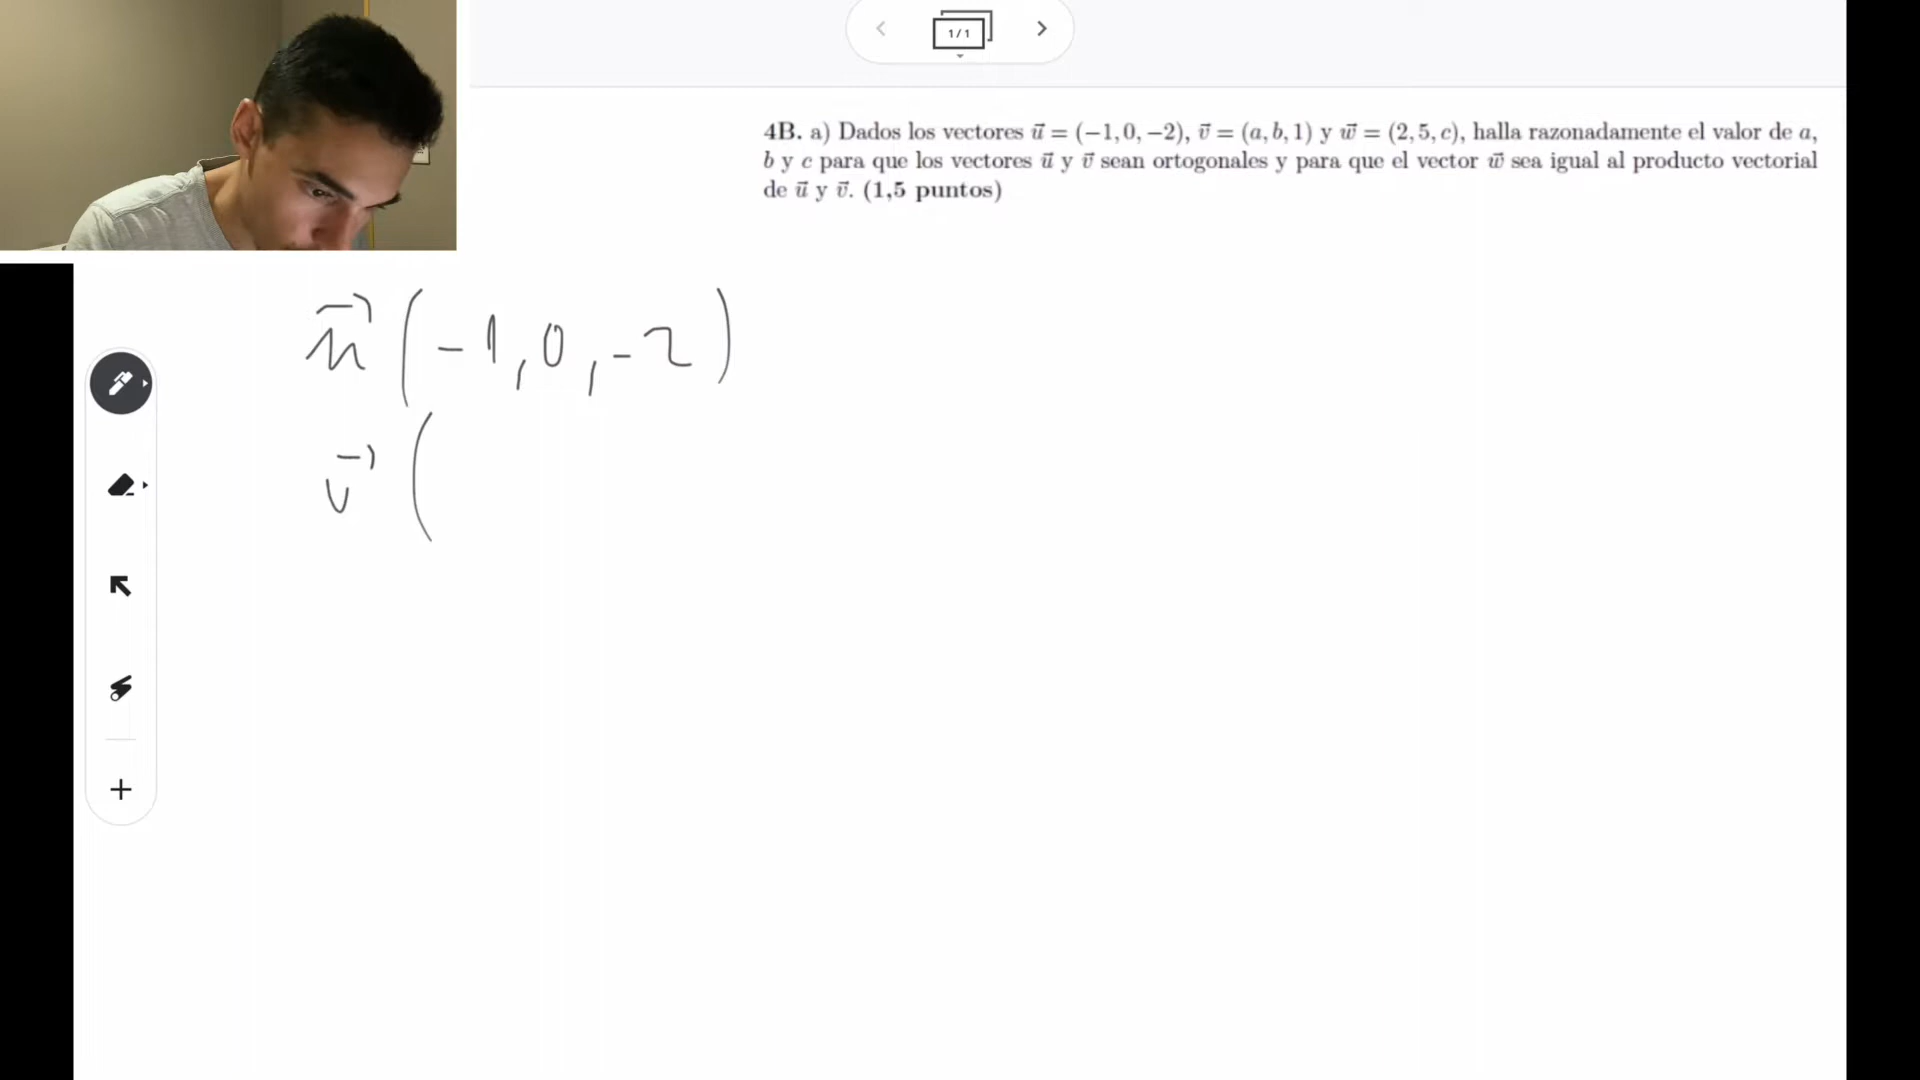 1/1
4B. a) Dados los vectores u⃗ = (−1, 0, −2), v⃗ = (a, b, 1) y w⃗ = (2, 5, c), halla razonadamente el valor de a,
b y c para que los vectores u⃗ y v⃗ sean ortogonales y para que el vector w⃗ sea igual al producto vectorial
de u⃗ y v⃗. (1,5 puntos)
u⃗ (-1, 0, -2)
v⃗ (